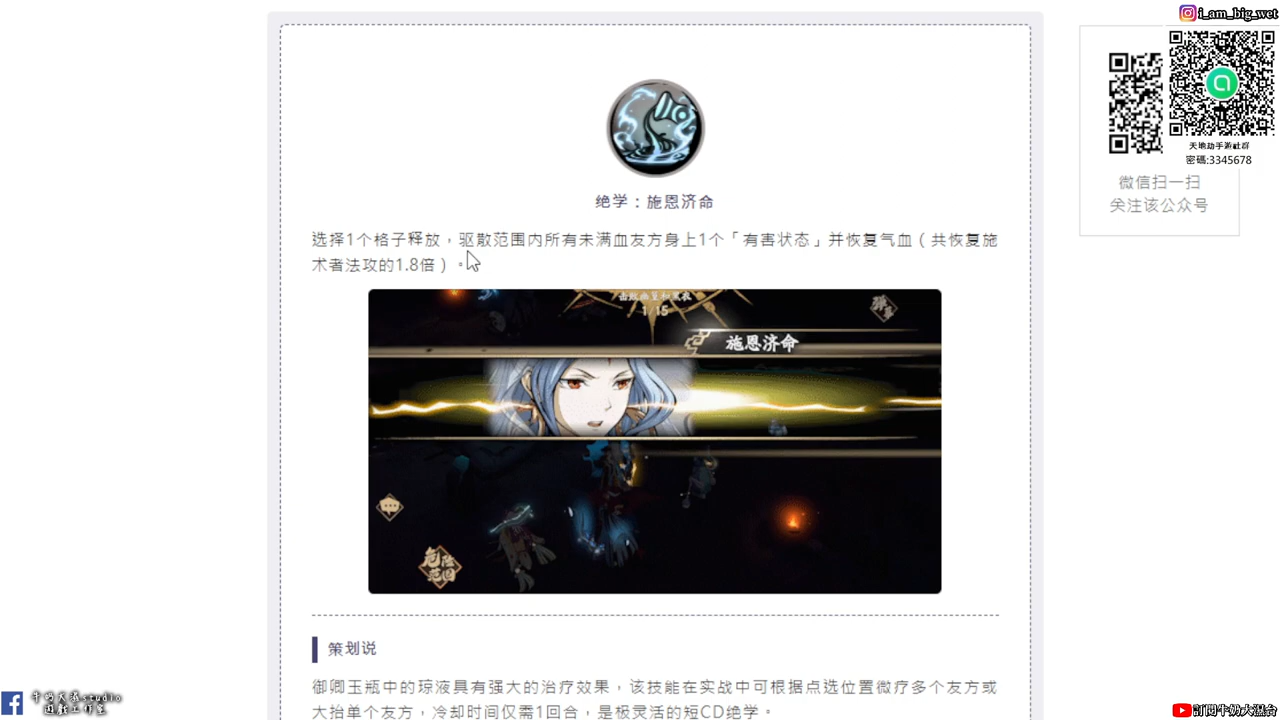 i_am_big_wet
天地劫手游社群
密碼:3345678
微信扫一扫
关注该公众号
绝学：施恩济命
选择1个格子释放，驱散范围内所有未满血友方身上1个「有害状态」并恢复气血（共恢复施
术者法攻的1.8倍）。
1/15
施恩济命
危险
范围
策划说
御卿玉瓶中的琼液具有强大的治疗效果，该技能在实战中可根据点选位置微疗多个友方或
大抬单个友方，冷却时间仅需1回合，是极灵活的短CD绝学。
遊戲工作室
訂閱牛奶大濕台